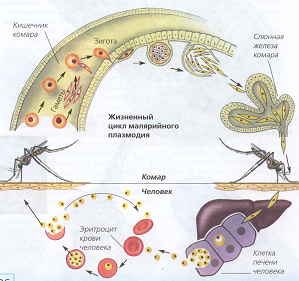 Кишечник
комара
Зигота
Гаметы
Слюнная
железа
комара
Жизненный
цикл малярийного
плазмодия
Комар
Человек
Эритроцит
крови
человека
Клетка
печени
человека